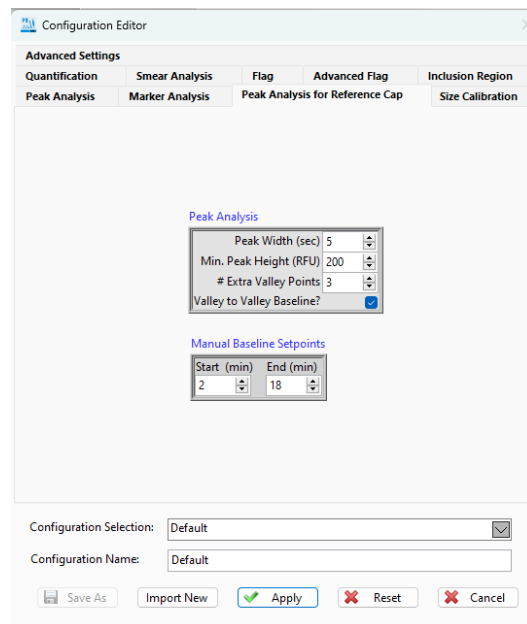 Configuration Editor
Advanced Settings
Quantification Smear Analysis Flag Advanced Flag Inclusion Region
Peak Analysis Marker Analysis Peak Analysis for Reference Cap Size Calibration
Peak Analysis
Peak Width (sec) 5
Min. Peak Height (RFU) 200
# Extra Valley Points 3
Valley to Valley Baseline?
Manual Baseline Setpoints
Start (min) End (min)
2 18
Configuration Selection: Default
Configuration Name: Default
Save As Import New Apply Reset Cancel